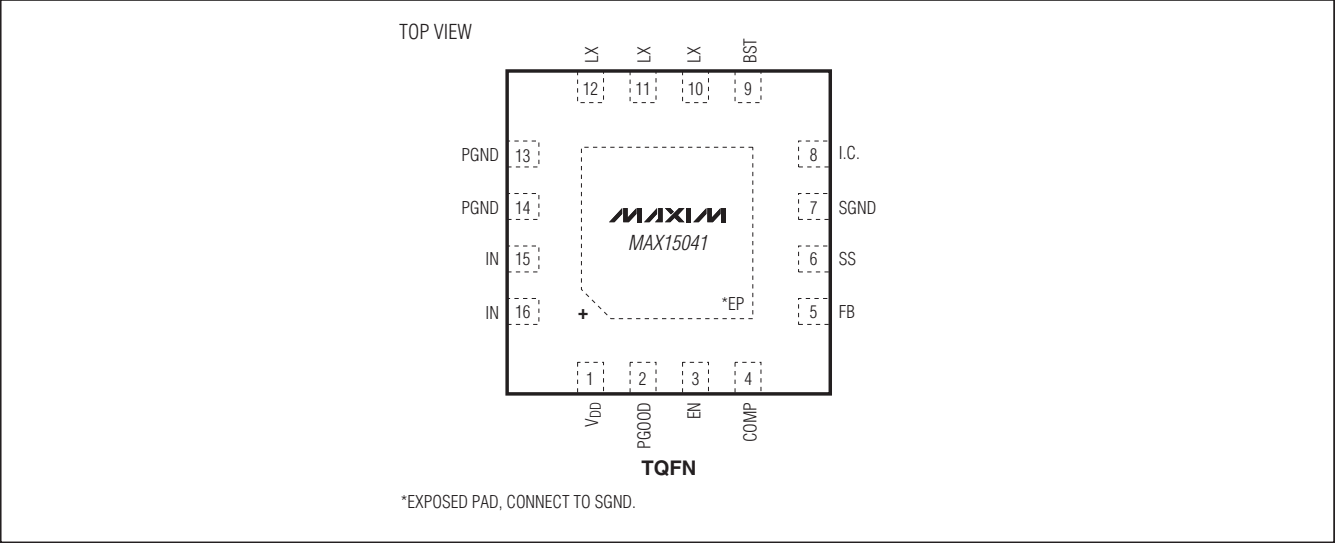 TOP VIEW
LX LX LX BST
12 11 10 9
PGND 13 8 I.C.
PGND 14 7 SGND
IN 15 6 SS
IN 16 5 FB
MAXIM
MAX15041
*EP
+
1 2 3 4
VDD PGOOD EN COMP
TQFN
*EXPOSED PAD, CONNECT TO SGND.